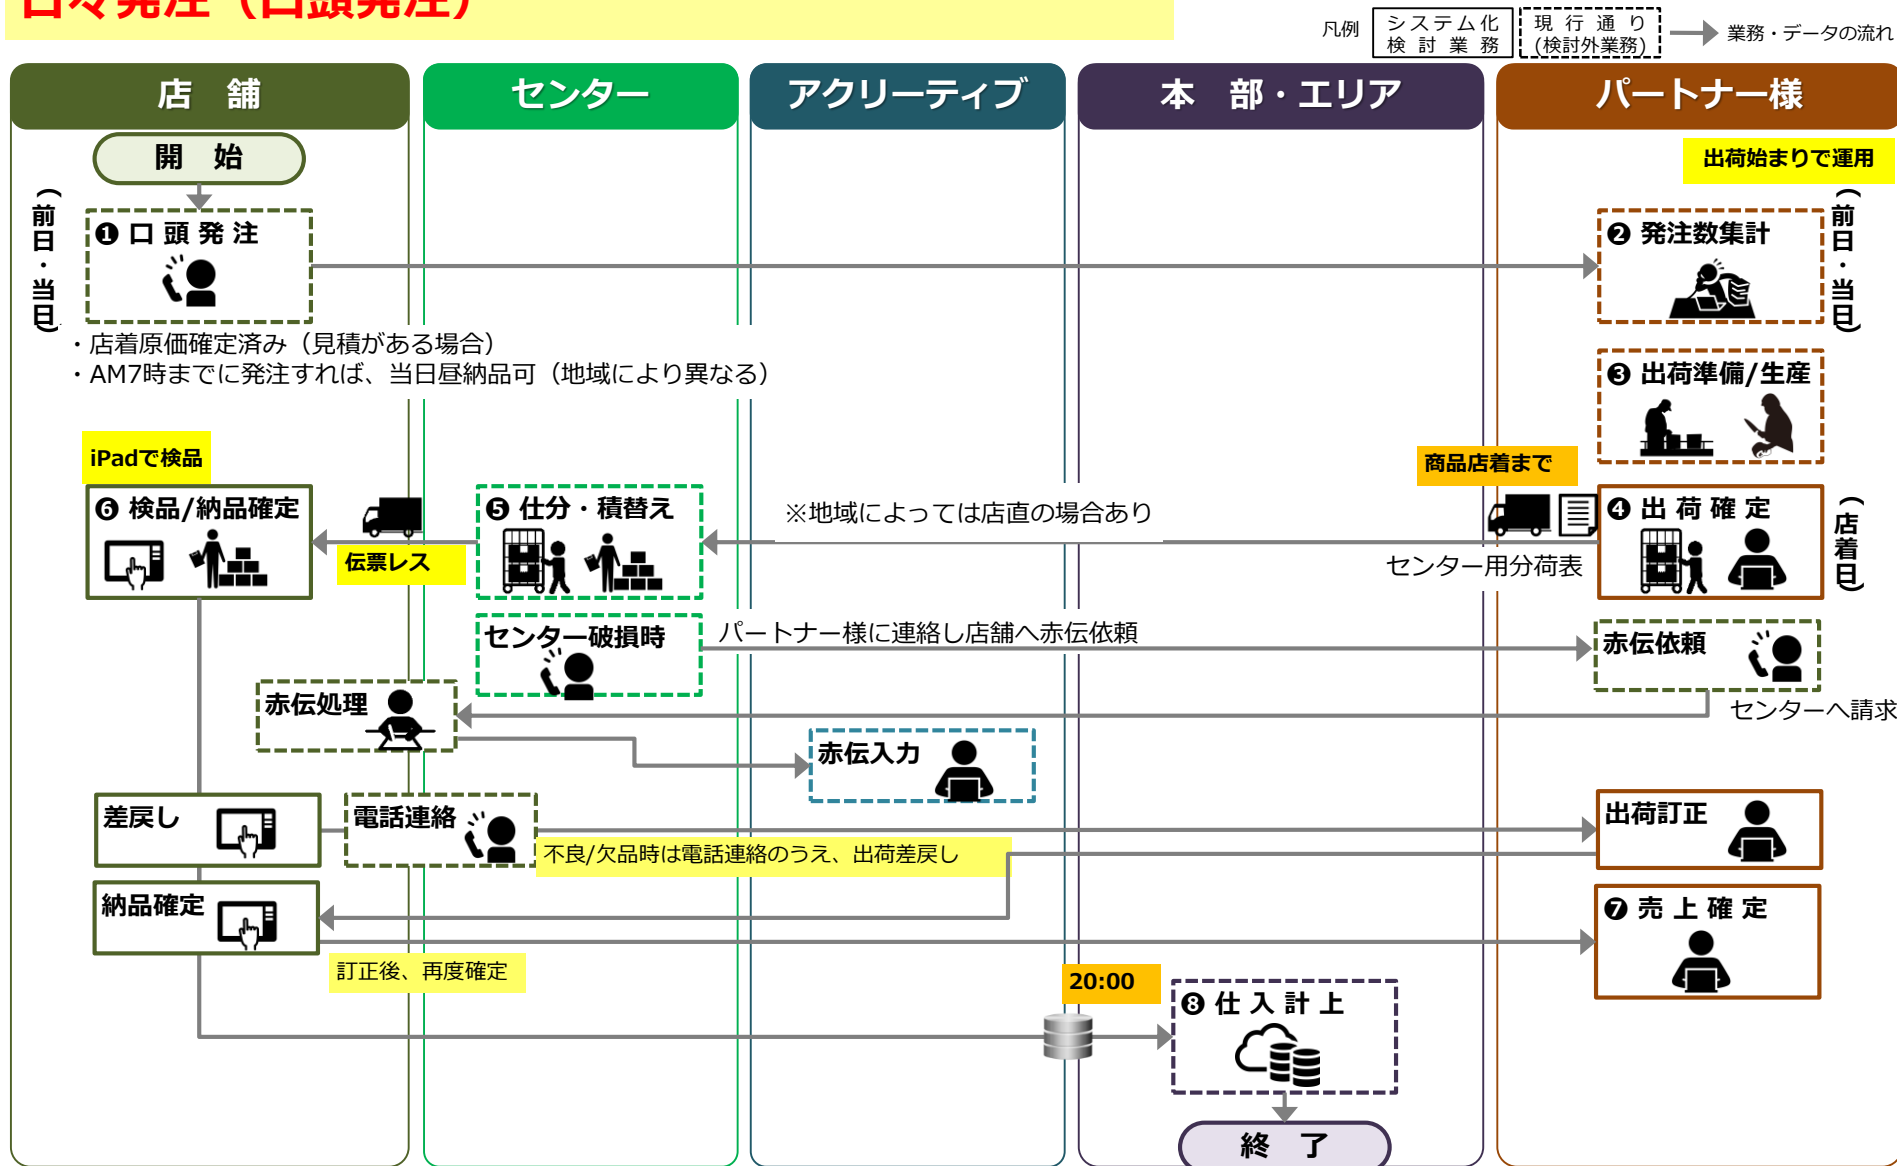 日々発注（口頭発注）
凡例
システム化
検討業務
現行通り
(検討外業務)
業務・データの流れ
店 舗
センター
アクリーティブ
本 部・エリア
パートナー様
開 始
出荷始まりで運用
（前日・当日）
❶ 口 頭 発 注
❷ 発注数集計
（前日・当日）
・店着原価確定済み（見積がある場合）
・AM7時までに発注すれば、当日昼納品可（地域により異なる）
❸ 出荷準備/生産
iPadで検品
商品店着まで
❻ 検品/納品確定
伝票レス
❺ 仕分・積替え
※地域によっては店直の場合あり
センター用分荷表
❹ 出 荷 確 定
（店着日）
センター破損時
パートナー様に連絡し店舗へ赤伝依頼
赤伝依頼
センターへ請求
赤伝処理
赤伝入力
差戻し
電話連絡
不良/欠品時は電話連絡のうえ、出荷差戻し
出荷訂正
納品確定
訂正後、再度確定
❼ 売 上 確 定
20:00
❽ 仕 入 計 上
終 了